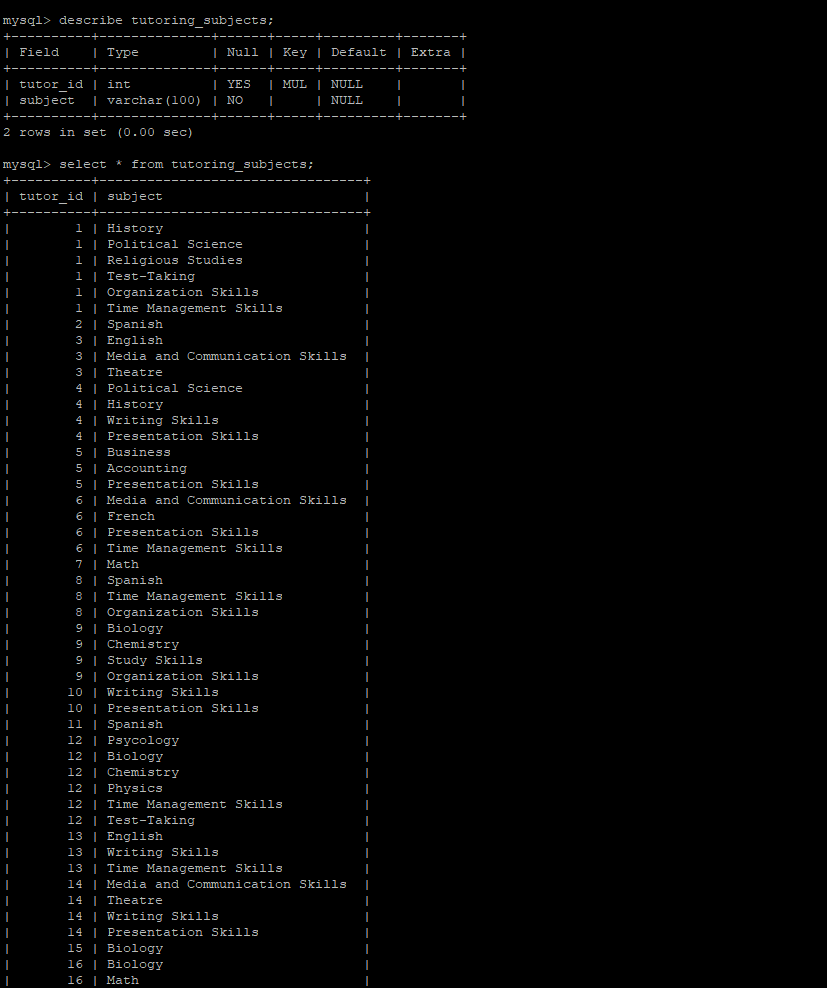 mysql> describe tutoring_subjects;
+-----------+--------------+------+-----+---------+-------+
| Field     | Type         | Null | Key | Default | Extra |
+-----------+--------------+------+-----+---------+-------+
| tutor_id | int          | YES  | MUL | NULL    |       |
| subject  | varchar(100) | NO   |     | NULL    |       |
+-----------+--------------+------+-----+---------+-------+
2 rows in set (0.00 sec)
mysql> select * from tutoring_subjects;
+----------+---------------------------------+
| tutor_id | subject                         |
+----------+---------------------------------+
|        1 | History                         |
|        1 | Political Science               |
|        1 | Religious Studies               |
|        1 | Test-Taking                     |
|        1 | Organization Skills             |
|        1 | Time Management Skills          |
|        2 | Spanish                         |
|        3 | English                         |
|        3 | Media and Communication Skills  |
|        3 | Theatre                         |
|        4 | Political Science               |
|        4 | History                         |
|        4 | Writing Skills                  |
|        4 | Presentation Skills             |
|        5 | Business                        |
|        5 | Accounting                      |
|        5 | Presentation Skills             |
|        6 | Media and Communication Skills  |
|        6 | French                          |
|        6 | Presentation Skills             |
|        6 | Time Management Skills          |
|        7 | Math                            |
|        8 | Spanish                         |
|        8 | Time Management Skills          |
|        8 | Organization Skills             |
|        9 | Biology                         |
|        9 | Chemistry                       |
|        9 | Study Skills                    |
|        9 | Organization Skills             |
|       10 | Writing Skills                  |
|       10 | Presentation Skills             |
|       11 | Spanish                         |
|       12 | Psycology                       |
|       12 | Biology                         |
|       12 | Chemistry                       |
|       12 | Physics                         |
|       12 | Time Management Skills          |
|       12 | Test-Taking                     |
|       13 | English                         |
|       13 | Writing Skills                  |
|       13 | Time Management Skills          |
|       14 | Media and Communication Skills  |
|       14 | Theatre                         |
|       14 | Writing Skills                  |
|       14 | Presentation Skills             |
|       15 | Biology                         |
|       16 | Biology                         |
|       16 | Math                            |